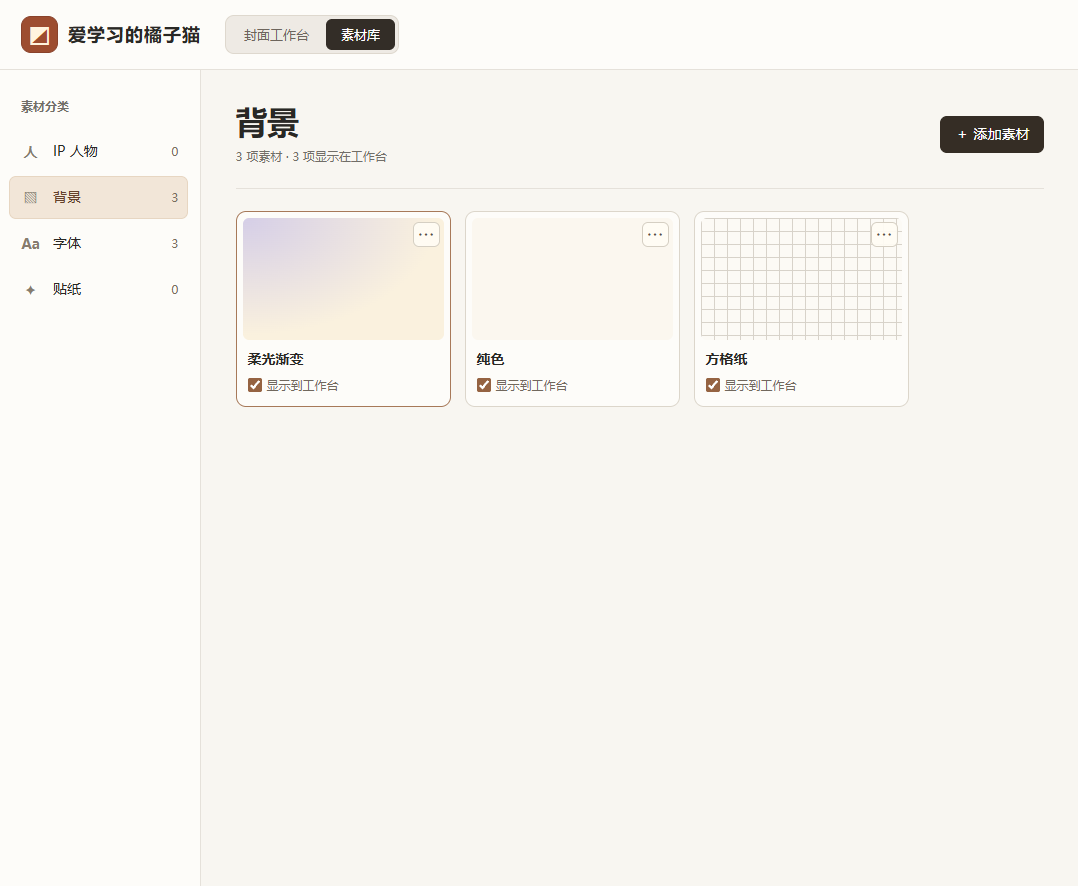 爱学习的橘子猫
封面工作台
素材库
素材分类
IP 人物
0
背景
3
Aa 字体
3
贴纸
0
背景
3 项素材 · 3 项显示在工作台
+ 添加素材
柔光渐变
显示到工作台
纯色
显示到工作台
方格纸
显示到工作台